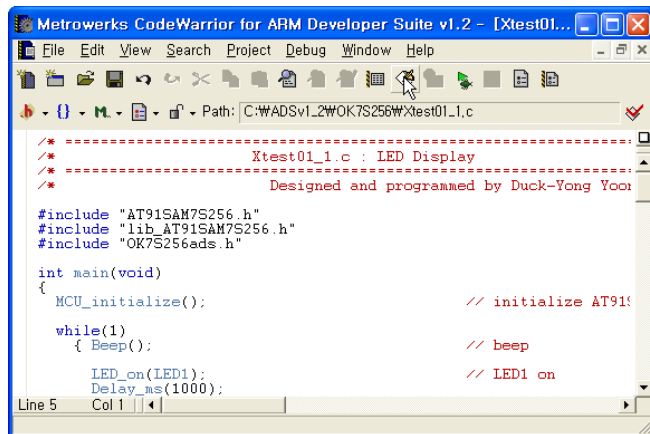 Metrowerks CodeWarrior for ARM Developer Suite v1.2 - [Xtest01...
File Edit View Search Project Debug Window Help
Path: C:₩ADSv1_2₩OK7S256₩Xtest01_1.c
/* ==========================================================================
/* Xtest01_1.c : LED Display
/* ==========================================================================
/* Designed and programmed by Duck-Yong Yoon
#include "AT91SAM7S256.h"
#include "lib_AT91SAM7S256.h"
#include "OK7S256ads.h"
int main(void)
{
MCU_initialize(); // initialize AT91S
while(1)
{ Beep(); // beep
LED_on(LED1); // LED1 on
Delay_ms(1000);
Line 5 Col 1